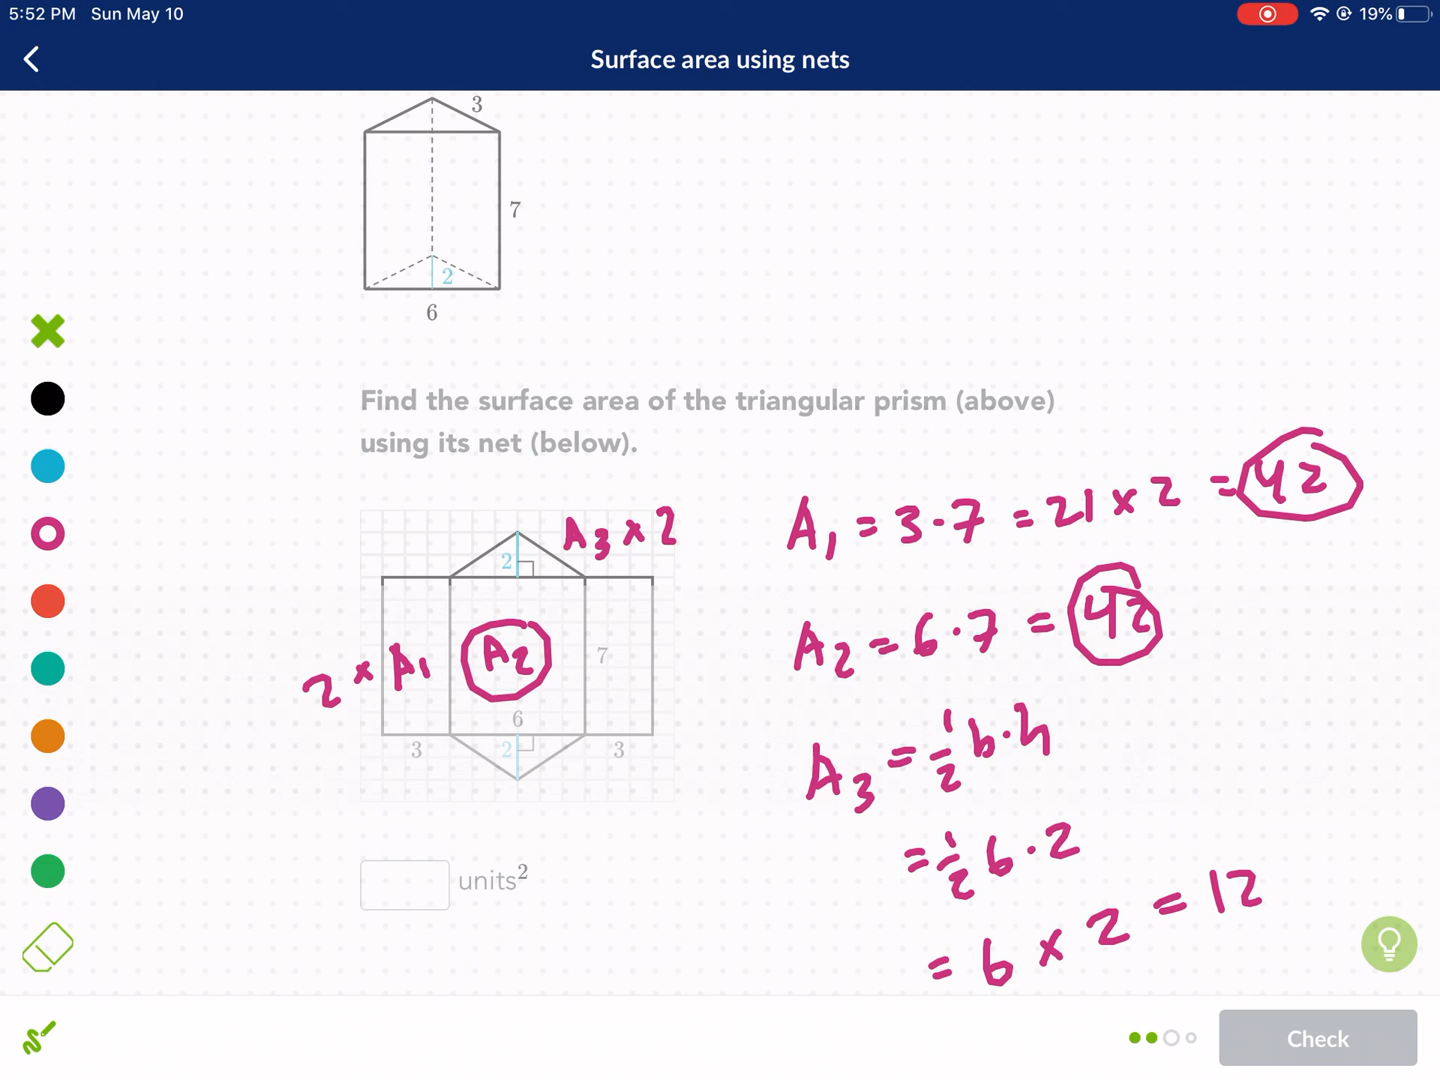 5:52 PM Sun May 10
19%
Surface area using nets
3
7
2
6
Find the surface area of the triangular prism (above)
using its net (below).
A₃ × 2
2
2 × A₁
A₂
7
6
3
2
3
units²
A₁ = 3 · 7 = 21 × 2 = 42
A₂ = 6 · 7 = 42
A₃ = ½ b · h
= ½ 6 · 2
= 6 × 2 = 12
Check